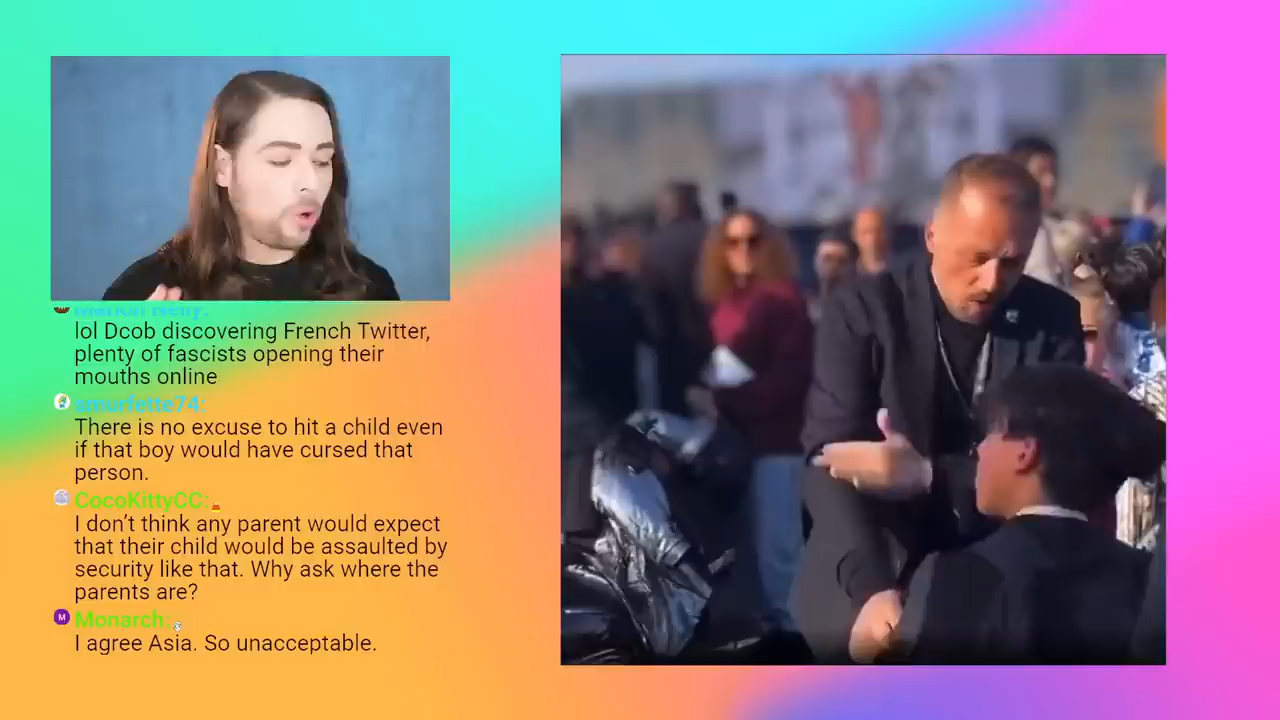 lol Dcob discovering French Twitter,
plenty of fascists opening their
mouths online
smurfette74:
There is no excuse to hit a child even
if that boy would have cursed that
person.
CocoKittyCC:
I don’t think any parent would expect
that their child would be assaulted by
security like that. Why ask where the
parents are?
Monarch:
I agree Asia. So unacceptable.